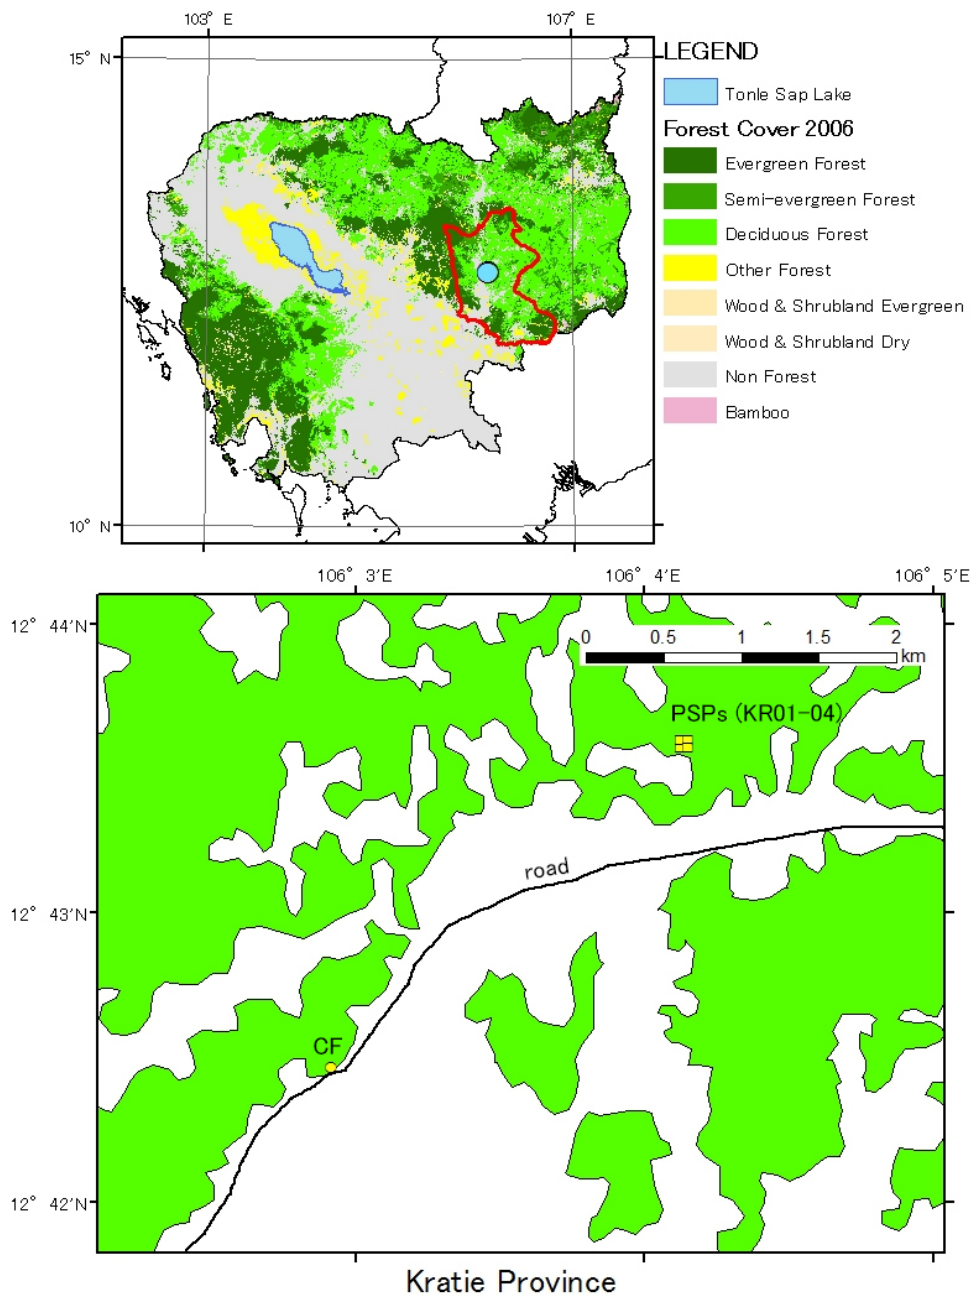 103° E 107° E
15° N
10° N
LEGEND
Tonle Sap Lake
Forest Cover 2006
Evergreen Forest
Semi-evergreen Forest
Deciduous Forest
Other Forest
Wood & Shrubland Evergreen
Wood & Shrubland Dry
Non Forest
Bamboo
106° 3'E 106° 4'E 106° 5'E
12° 44'N
0 0.5 1 1.5 2
km
PSPs (KR01-04)
road
12° 43'N
CF
12° 42'N
Kratie Province